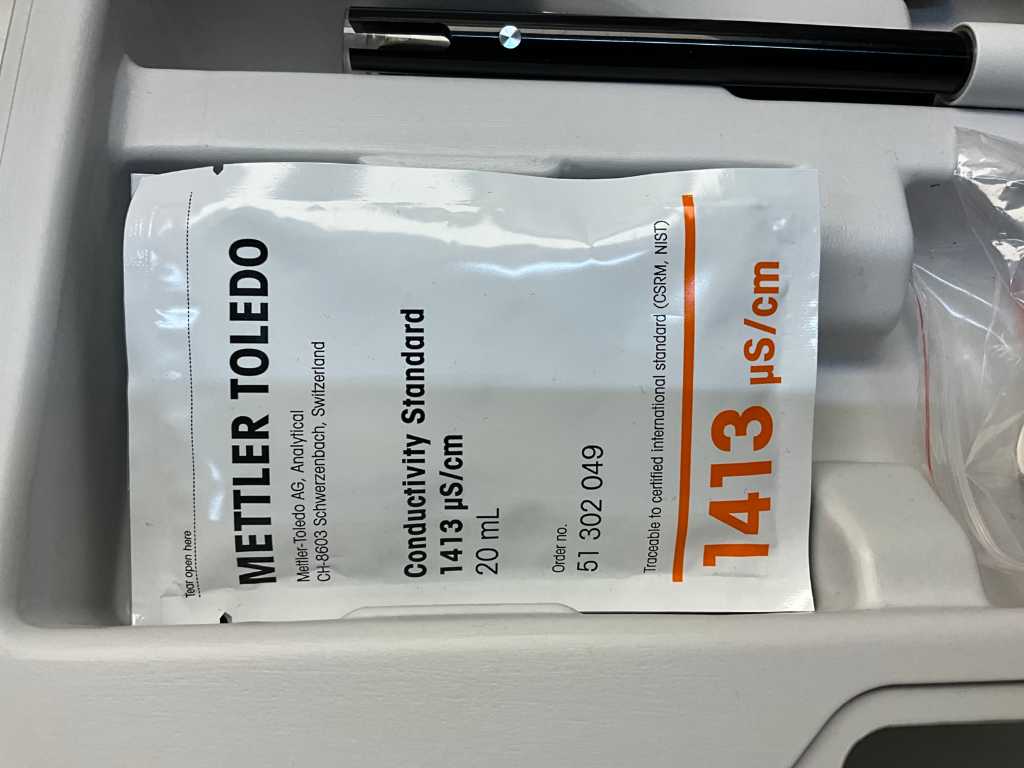 Tear open here
METTLER TOLEDO
Mettler-Toledo AG, Analytical
CH-8603 Schwerzenbach, Switzerland
Conductivity Standard
1413 µS/cm
20 mL
Order no.
51 302 049
Traceable to certified international standard (CSRM, NIST)
1413 µS/cm